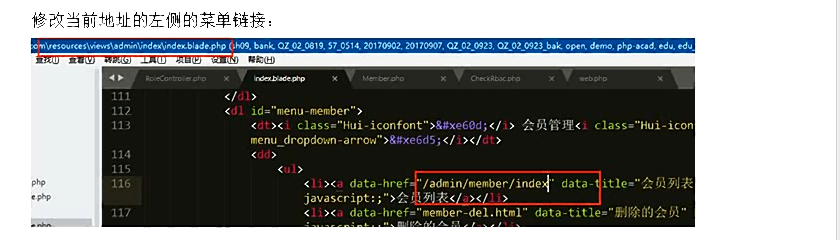 修改当前地址的左侧的菜单链接：
com\resources\views\admin\index\index.blade.php (sh09, bank, QZ_02_0819, 57_0514, 20170902, 20170907, QZ_02_0923, QZ_02_0923_bak, open, demo, php-acad, edu, edu_
查找(I) 查看(V) 转跳(G) 工具(T) 项目(P) 设置(N) 帮助(H)
RoleController.php index.blade.php Member.php CheckRbac.php web.php
111 </dl>
112 <dl id="menu-member">
113 <dt><i class="Hui-iconfont">&#xe60d;</i> 会员管理<i class="Hui-icon
menu_dropdown-arrow">&#xe6d5;</i></dt>
114 <dd>
115 <ul>
116 <li><a data-href="/admin/member/index" data-title="会员列表
.php javascript:;">会员列表</a></li>
117 <li><a data-href="member-del.html" data-title="删除的会员"
javascript:;">删除的会员</a></li>